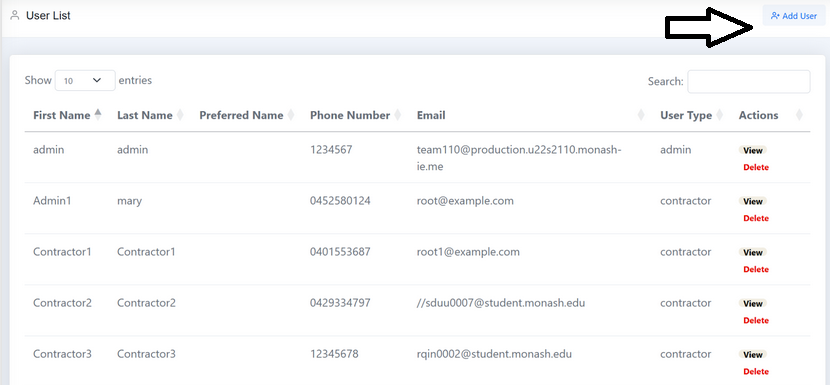 User List Add User
Show 10 entries Search:
First Name Last Name Preferred Name Phone Number Email User Type Actions
admin admin 1234567 team110@production.u22s2110.monash- admin View
ie.me Delete
Admin1 mary 0452580124 root@example.com contractor View
Delete
Contractor1 Contractor1 0401553687 root1@example.com contractor View
Delete
Contractor2 Contractor2 0429334797 //sduu0007@student.monash.edu contractor View
Delete
Contractor3 Contractor3 12345678 rqin0002@student.monash.edu contractor View
Delete